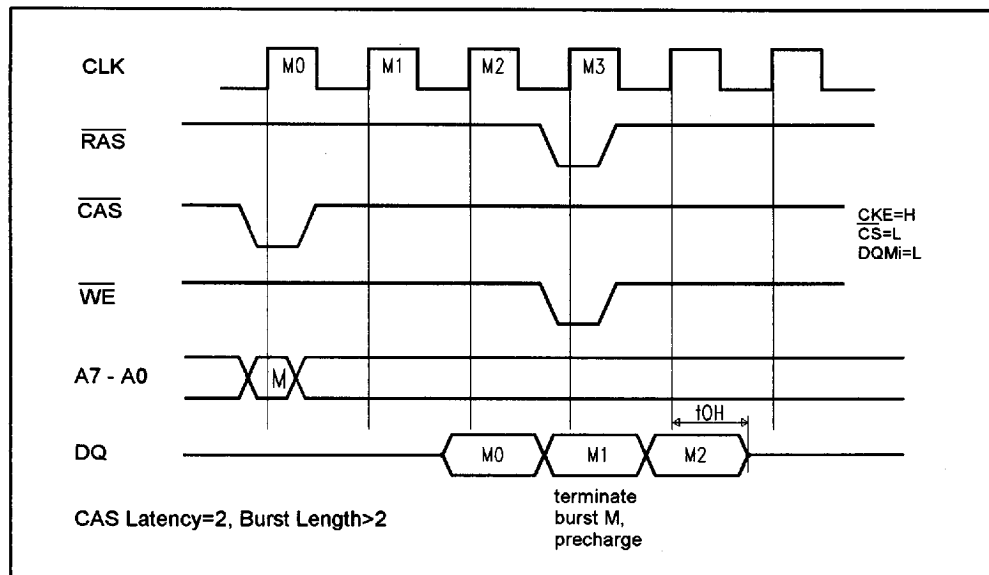 CLK M0 M1 M2 M3
RAS
CAS
CKE=H
CS=L
DQMi=L
WE
A7 - A0 M
tOH
DQ M0 M1 M2
terminate
burst M,
precharge
CAS Latency=2, Burst Length>2